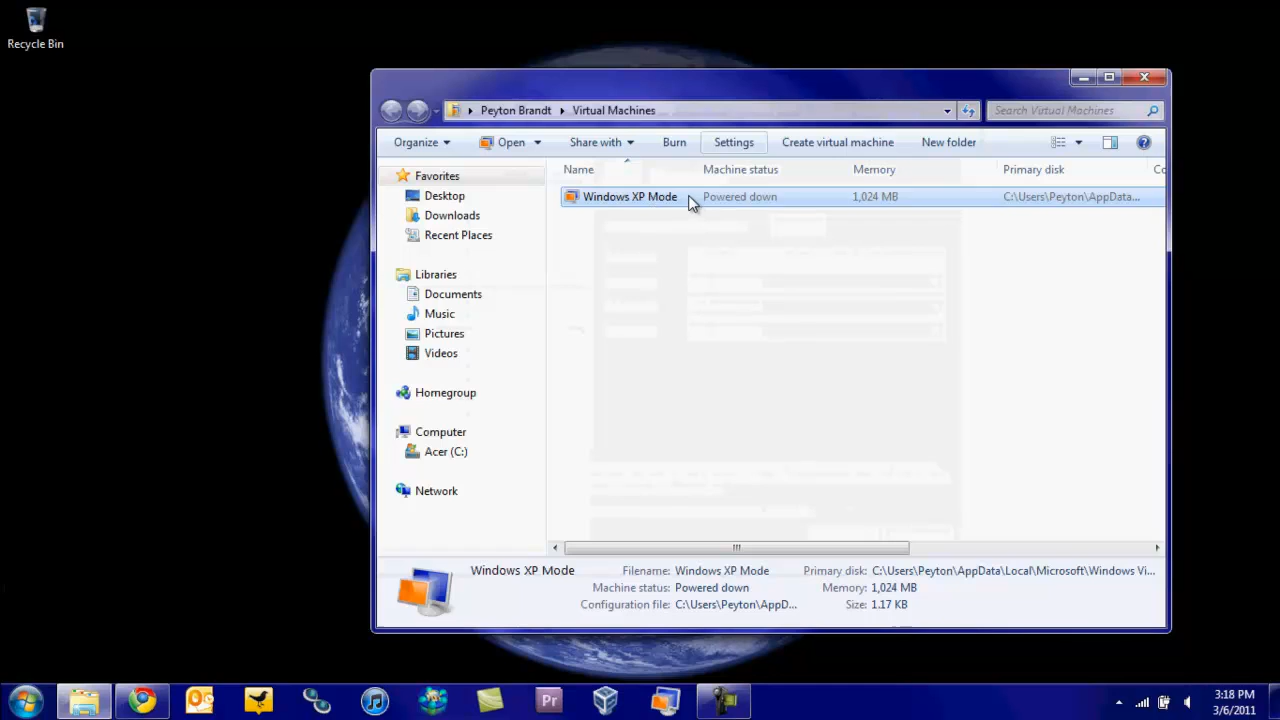 Recycle Bin
Peyton Brandt Virtual Machines Search Virtual Machines
Organize Open Share with Burn Settings Create virtual machine New folder
Name Machine status Memory Primary disk Co
Windows XP Mode Powered down 1,024 MB C:\Users\Peyton\AppData...
Favorites
Desktop
Downloads
Recent Places
Libraries
Documents
Music
Pictures
Videos
Homegroup
Computer
Acer (C:)
Network
Windows XP Mode Filename: Windows XP Mode Primary disk: C:\Users\Peyton\AppData\Local\Microsoft\Windows Vi...
Machine status: Powered down Memory: 1,024 MB
Configuration file: C:\Users\Peyton\AppD... Size: 1.17 KB
Pr
3:18 PM
3/6/2011